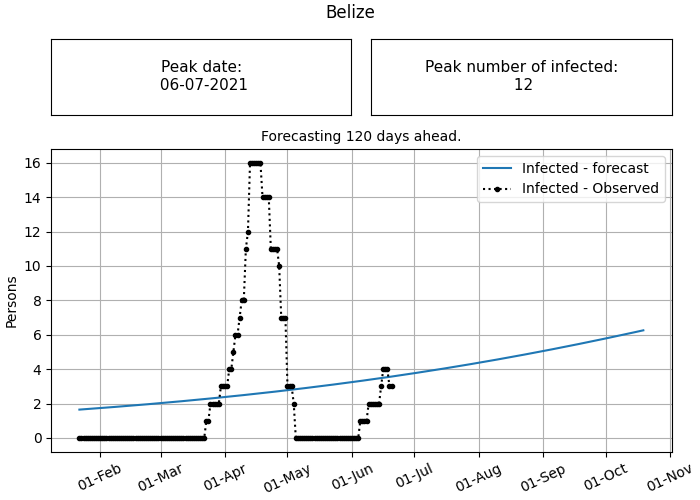 Belize
Peak date:
06-07-2021
Peak number of infected:
12
Forecasting 120 days ahead.
Infected - forecast
Infected - Observed
Persons
16
14
12
10
8
6
4
2
0
01-Feb
01-Mar
01-Apr
01-May
01-Jun
01-Jul
01-Aug
01-Sep
01-Oct
01-Nov